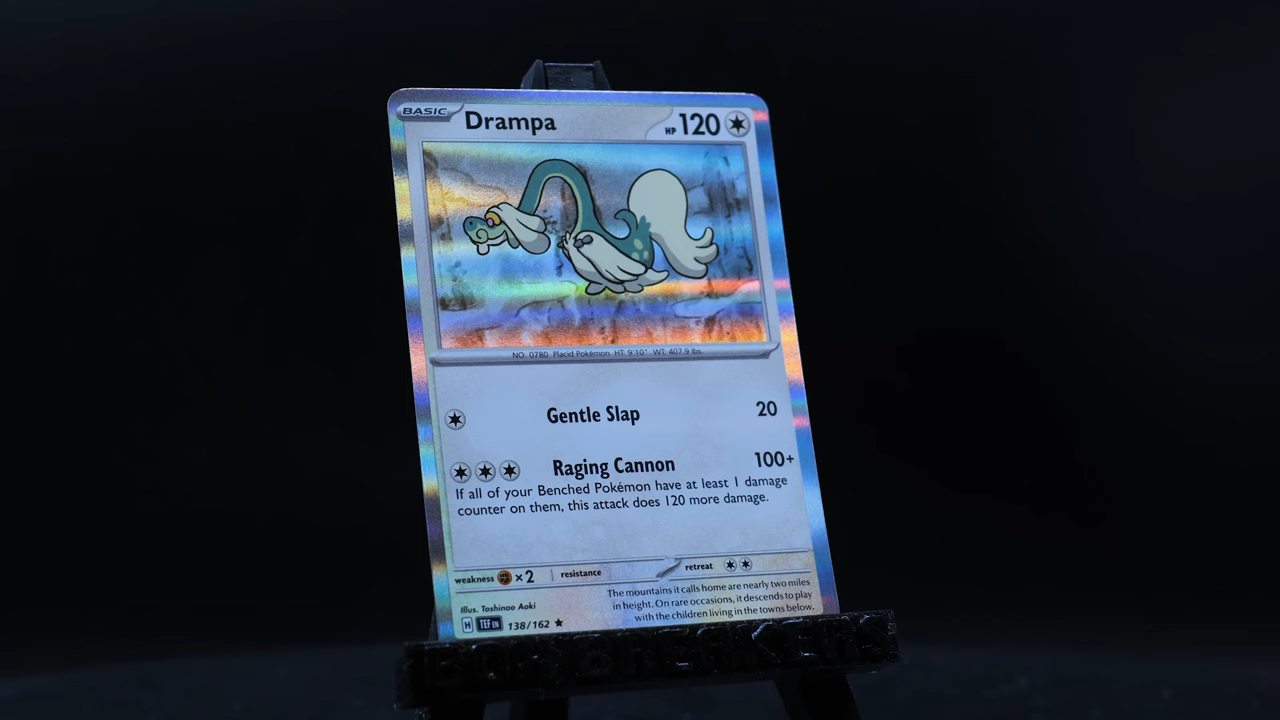 BASIC Drampa HP 120
NO. 0780 Placid Pokémon HT: 9'10" WT: 407.9 lbs.
Gentle Slap 20
Raging Cannon 100+
If all of your Benched Pokémon have at least 1 damage
counter on them, this attack does 120 more damage.
weakness ×2 resistance retreat
Illus. Toshinao Aoki
The mountains it calls home are nearly two miles
in height. On rare occasions, it descends to play
with the children living in the towns below.
H TEF EN 138/162 ★